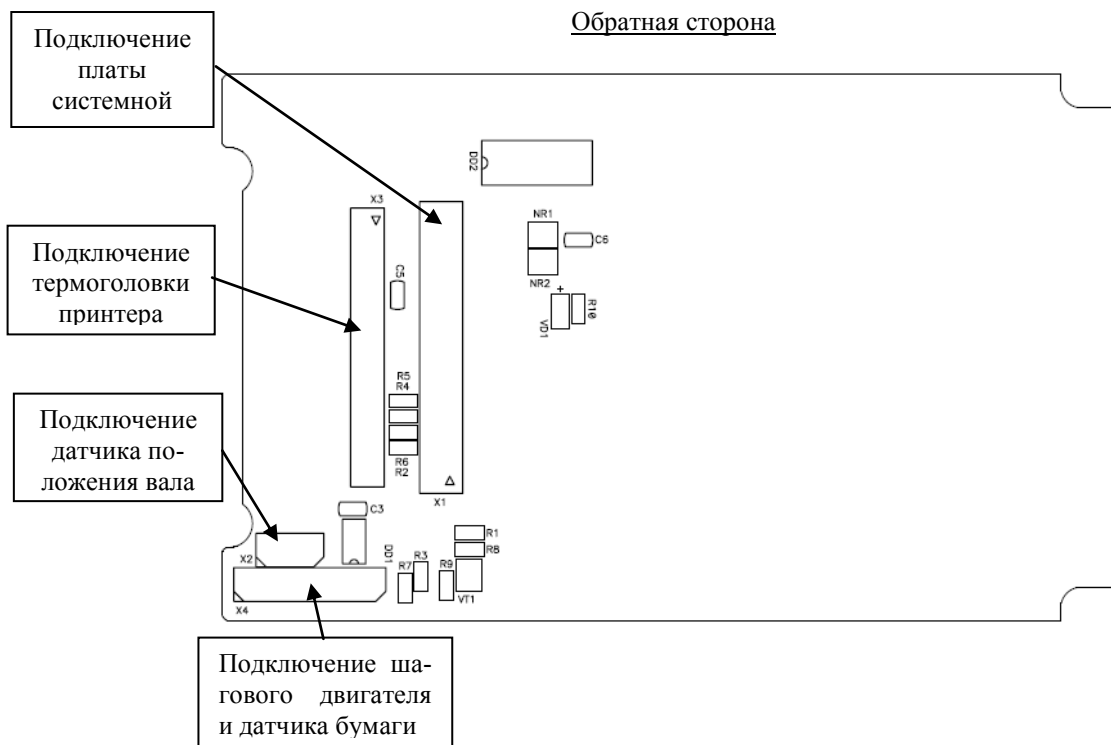 Обратная сторона
Подключение
платы
системной
DD2
X3
NR1
C6
Подключение
термоголовки
принтера
C5
NR2
+
R10
VD1
R5
R4
Подключение
датчика по-
ложения вала
R6
R2
X1
C3
R1
R8
X2
DD1
R3
R7
R9
VT1
X4
Подключение ша-
гового двигателя
и датчика бумаги